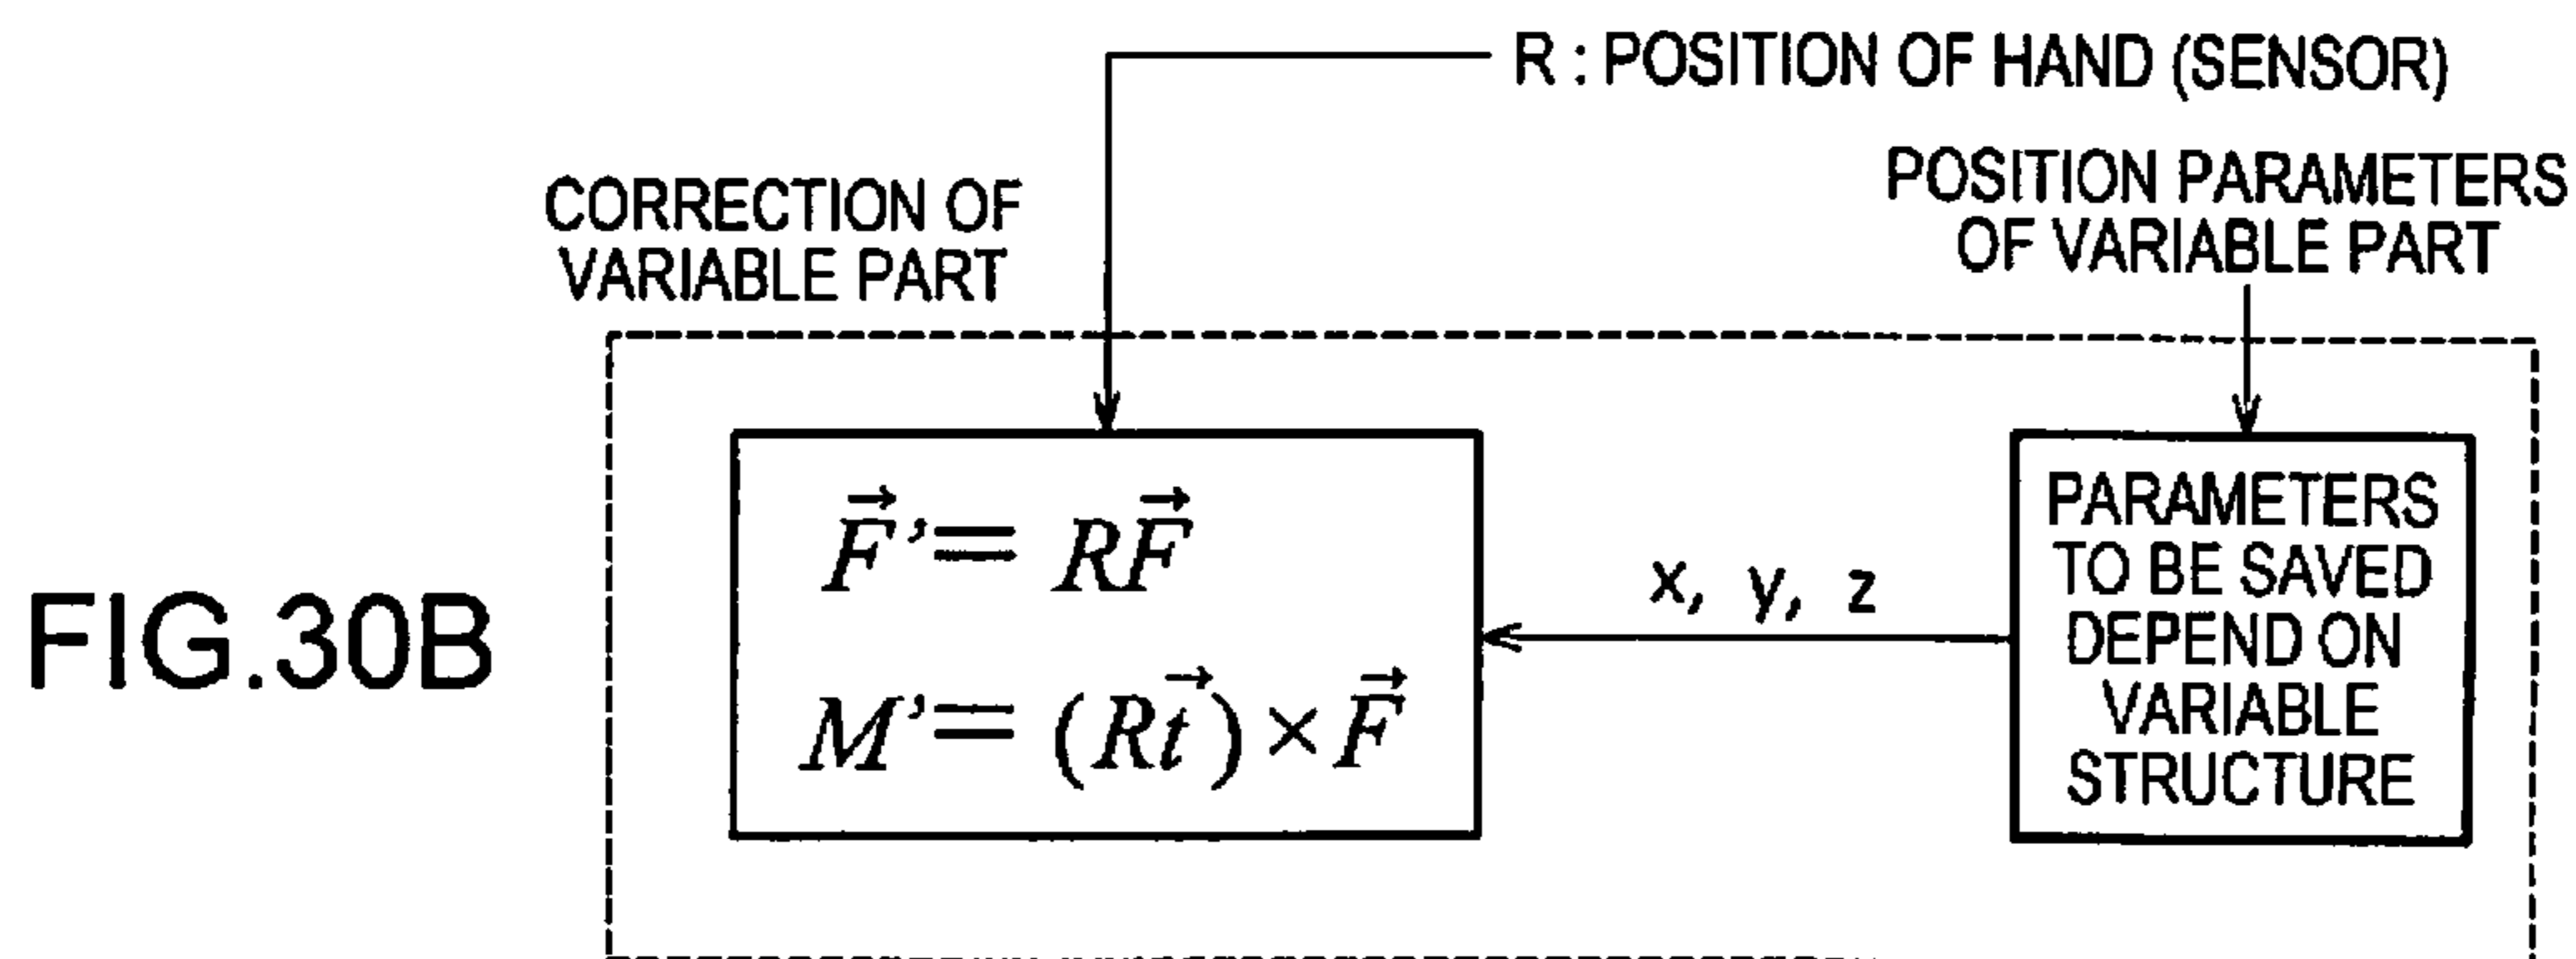 R : POSITION OF HAND (SENSOR)
POSITION PARAMETERS
OF VARIABLE PART
CORRECTION OF
VARIABLE PART
F⃗'= RF⃗
M'= (Rt⃗) × F⃗
x, y, z
PARAMETERS
TO BE SAVED
DEPEND ON
VARIABLE
STRUCTURE
FIG.30B